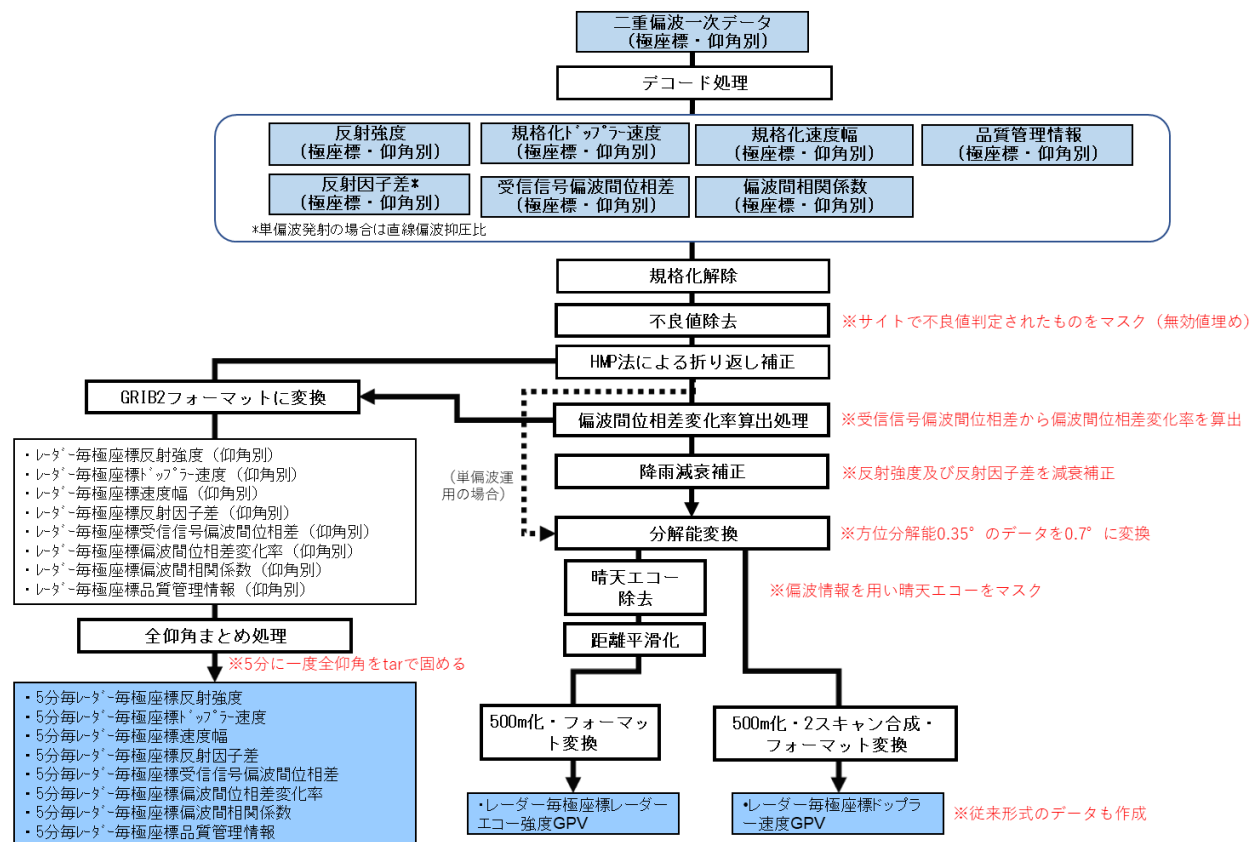 二重偏波一次データ
(極座標・仰角別)
デコード処理
反射強度
(極座標・仰角別)
規格化ﾄﾞｯﾌﾟﾗｰ速度
(極座標・仰角別)
規格化速度幅
(極座標・仰角別)
品質管理情報
(極座標・仰角別)
反射因子差*
(極座標・仰角別)
受信信号偏波間位相差
(極座標・仰角別)
偏波間相関係数
(極座標・仰角別)
*単偏波発射の場合は直線偏波抑圧比
規格化解除
不良値除去
※サイトで不良値判定されたものをマスク（無効値埋め）
HMP法による折り返し補正
GRIB2フォーマットに変換
偏波間位相差変化率算出処理
※受信信号偏波間位相差から偏波間位相差変化率を算出
・ﾚｰﾀﾞｰ毎極座標反射強度（仰角別）
・ﾚｰﾀﾞｰ毎極座標ﾄﾞｯﾌﾟﾗｰ速度（仰角別）
・ﾚｰﾀﾞｰ毎極座標速度幅（仰角別）
・ﾚｰﾀﾞｰ毎極座標反射因子差（仰角別）
・ﾚｰﾀﾞｰ毎極座標受信信号偏波間位相差（仰角別）
・ﾚｰﾀﾞｰ毎極座標偏波間位相差変化率（仰角別）
・ﾚｰﾀﾞｰ毎極座標偏波間相関係数（仰角別）
・ﾚｰﾀﾞｰ毎極座標品質管理情報（仰角別）
（単偏波運
用の場合）
降雨減衰補正
※反射強度及び反射因子差を減衰補正
分解能変換
※方位分解能0.35°のデータを0.7°に変換
晴天エコー
除去
※偏波情報を用い晴天エコーをマスク
距離平滑化
全仰角まとめ処理
※5分に一度全仰角をtarで固める
・5分毎ﾚｰﾀﾞｰ毎極座標反射強度
・5分毎ﾚｰﾀﾞｰ毎極座標ﾄﾞｯﾌﾟﾗｰ速度
・5分毎ﾚｰﾀﾞｰ毎極座標速度幅
・5分毎ﾚｰﾀﾞｰ毎極座標反射因子差
・5分毎ﾚｰﾀﾞｰ毎極座標受信信号偏波間位相差
・5分毎ﾚｰﾀﾞｰ毎極座標偏波間位相差変化率
・5分毎ﾚｰﾀﾞｰ毎極座標偏波間相関係数
・5分毎ﾚｰﾀﾞｰ毎極座標品質管理情報
500m化・フォーマッ
ト変換
500m化・2スキャン合成・
フォーマット変換
•レーダー毎極座標レーダー
エコー強度GPV
•レーダー毎極座標ドップラ
ー速度GPV
※従来形式のデータも作成